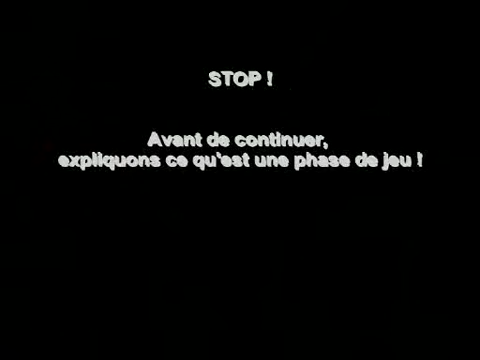 STOP !
Avant de continuer,
expliquons ce qu'est une phase de jeu !